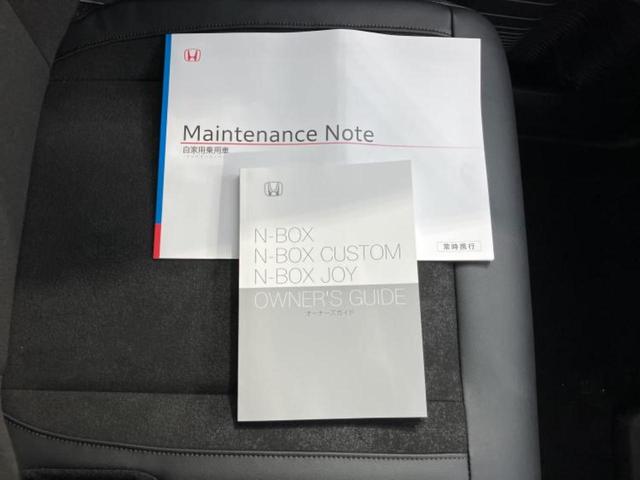 Maintenance Note
自家用乗用車
常時携行
N-BOX
N-BOX CUSTOM
N-BOX JOY
OWNER'S GUIDE
オーナーズガイド